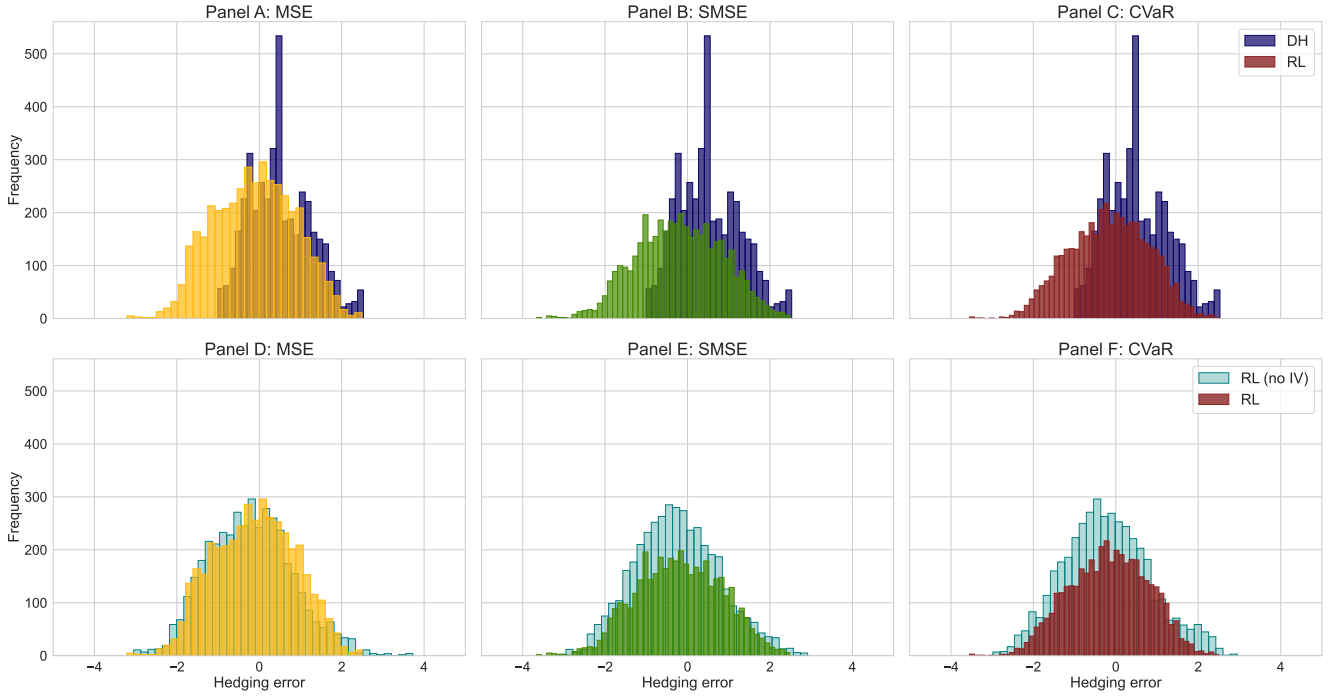 Panel A: MSE
Panel B: SMSE
Panel C: CVaR
Frequency
500
400
300
200
100
0
DH
RL
Panel D: MSE
Panel E: SMSE
Panel F: CVaR
Frequency
500
400
300
200
100
0
RL (no IV)
RL
−4 −2 0 2 4
−4 −2 0 2 4
−4 −2 0 2 4
Hedging error
Hedging error
Hedging error